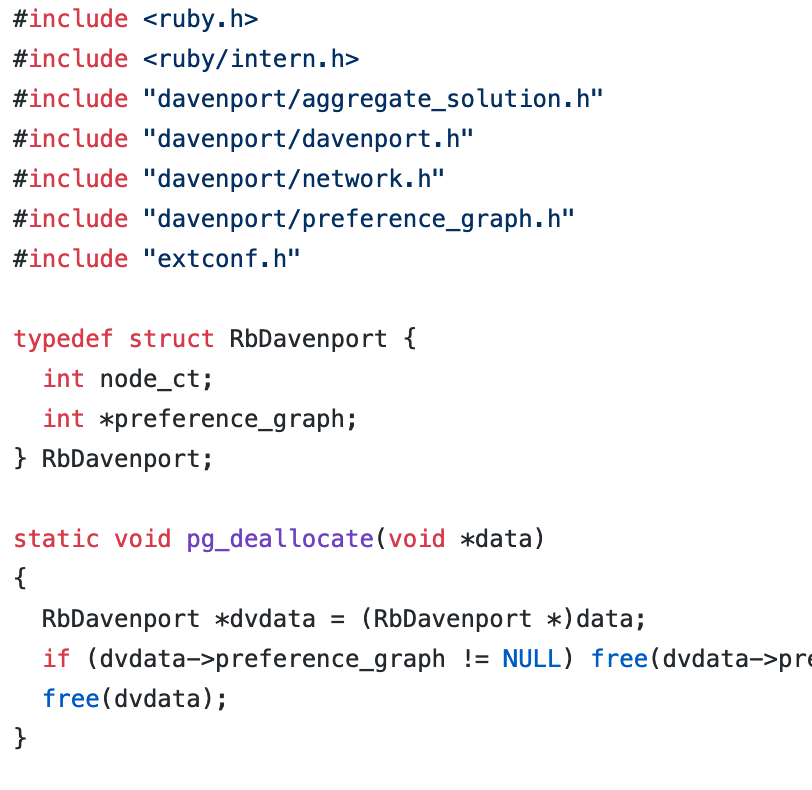 #include <ruby.h>
#include <ruby/intern.h>
#include "davenport/aggregate_solution.h"
#include "davenport/davenport.h"
#include "davenport/network.h"
#include "davenport/preference_graph.h"
#include "extconf.h"

typedef struct RbDavenport {
  int node_ct;
  int *preference_graph;
} RbDavenport;

static void pg_deallocate(void *data)
{
  RbDavenport *dvdata = (RbDavenport *)data;
  if (dvdata->preference_graph != NULL) free(dvdata->pre
  free(dvdata);
}